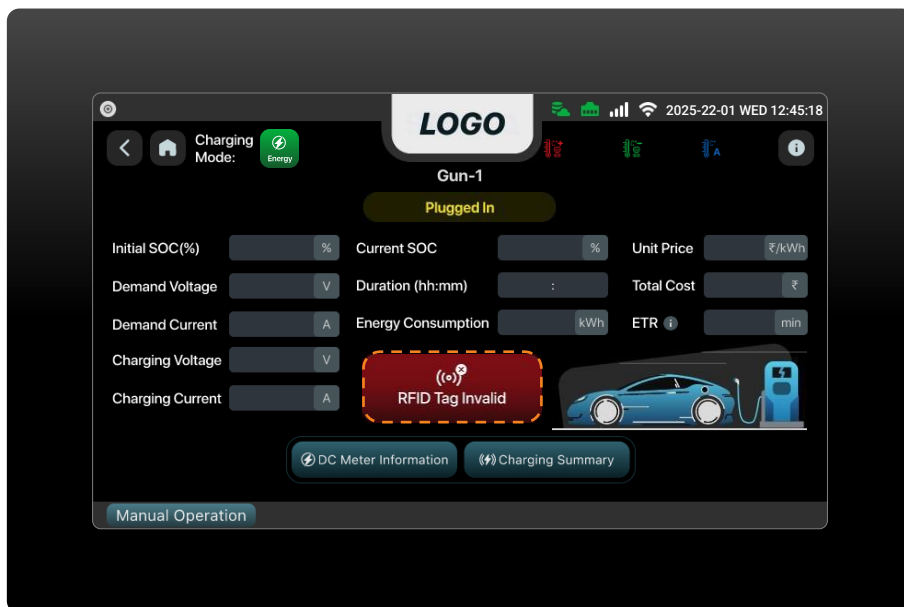 LOGO
2025-22-01 WED 12:45:18
Charging
Mode:
Energy
Gun-1
Plugged In
Initial SOC(%) %
Current SOC %
Unit Price ₹/kWh
Demand Voltage V
Duration (hh:mm) :
Total Cost ₹
Demand Current A
Energy Consumption kWh
ETR i min
Charging Voltage V
Charging Current A
RFID Tag Invalid
DC Meter Information
Charging Summary
Manual Operation